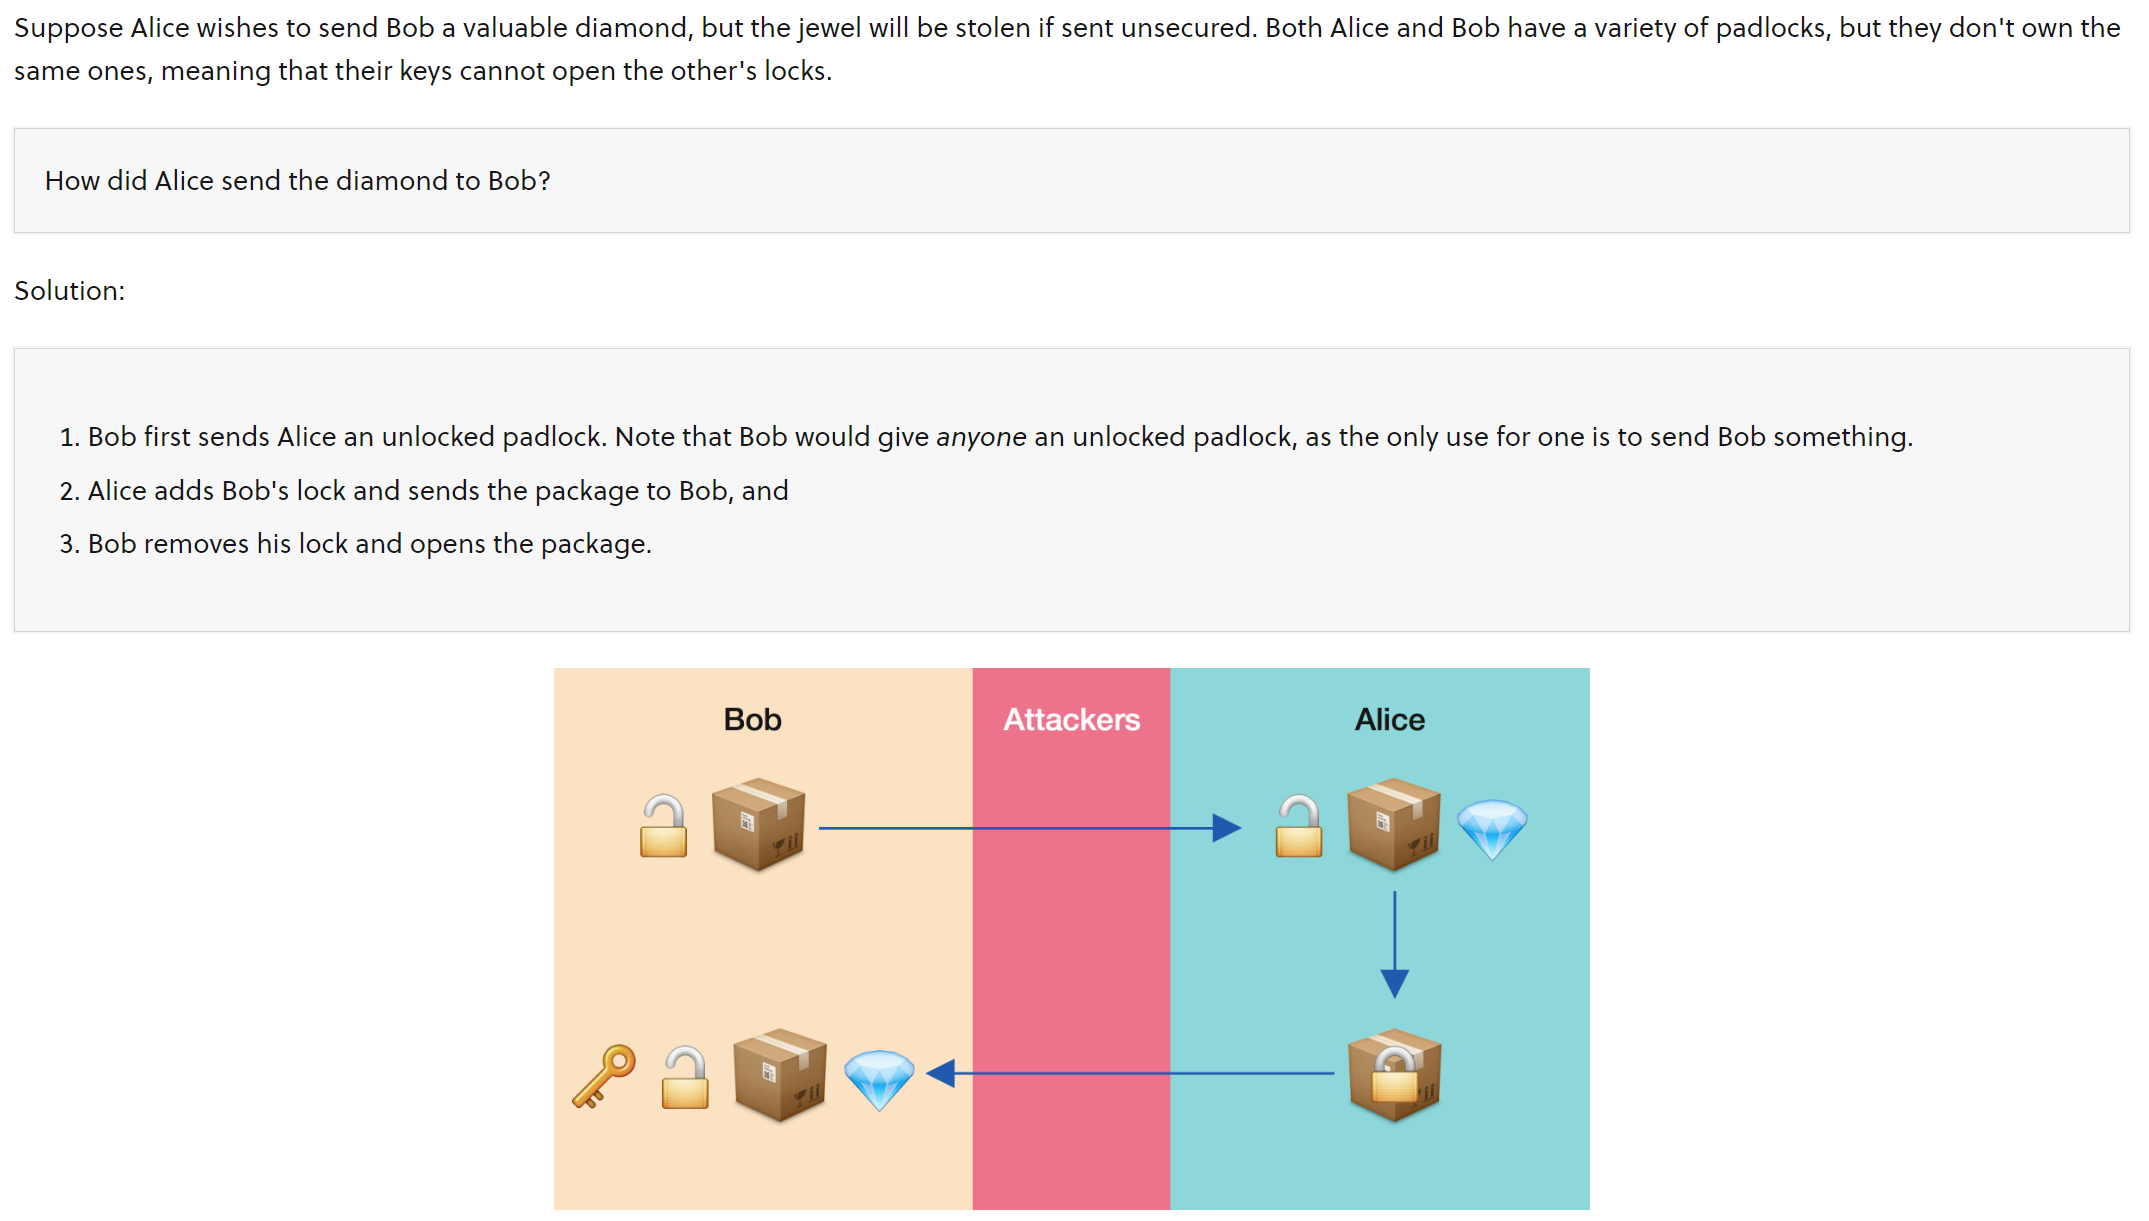 Suppose Alice wishes to send Bob a valuable diamond, but the jewel will be stolen if sent unsecured. Both Alice and Bob have a variety of padlocks, but they don't own the
same ones, meaning that their keys cannot open the other's locks.
How did Alice send the diamond to Bob?
Solution:
1. Bob first sends Alice an unlocked padlock. Note that Bob would give anyone an unlocked padlock, as the only use for one is to send Bob something.
2. Alice adds Bob's lock and sends the package to Bob, and
3. Bob removes his lock and opens the package.
Bob
Attackers
Alice